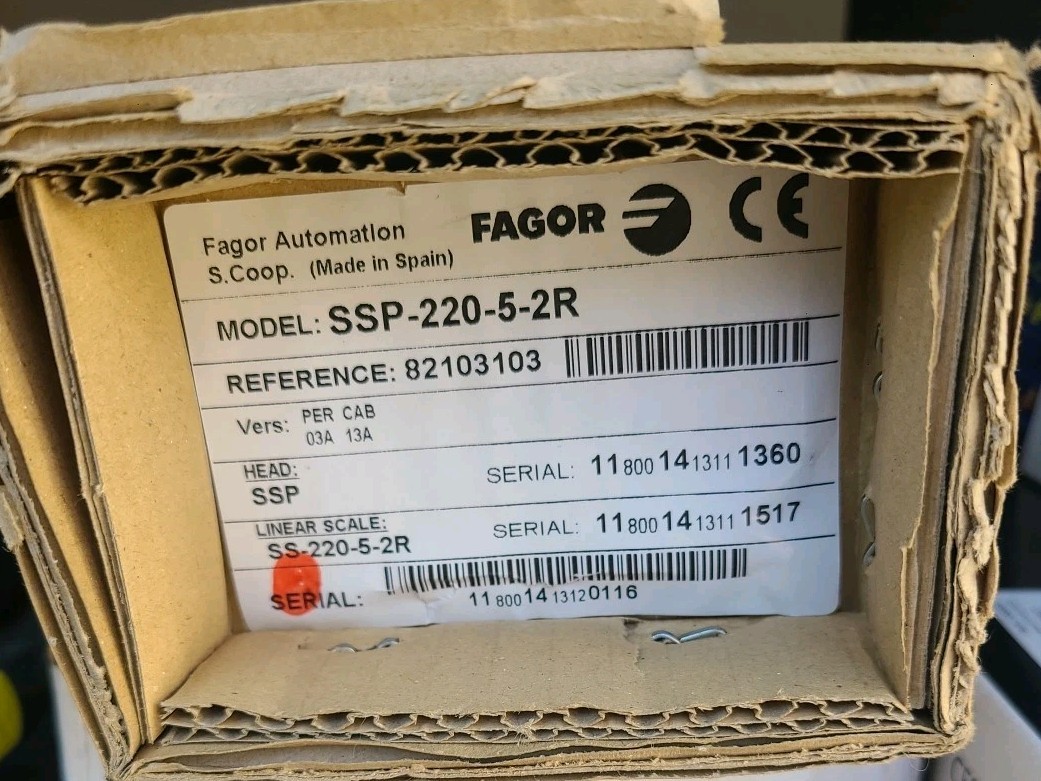 Fagor Automation
S.Coop. (Made in Spain)
FAGOR CE
MODEL: SSP-220-5-2R
REFERENCE: 82103103
Vers: PER CAB
03A 13A
HEAD:
SSP
SERIAL: 11 800 14 1311 1360
LINEAR SCALE:
SS-220-5-2R
SERIAL: 11 800 14 1311 1517
SERIAL:
11 800 14 1312 0116